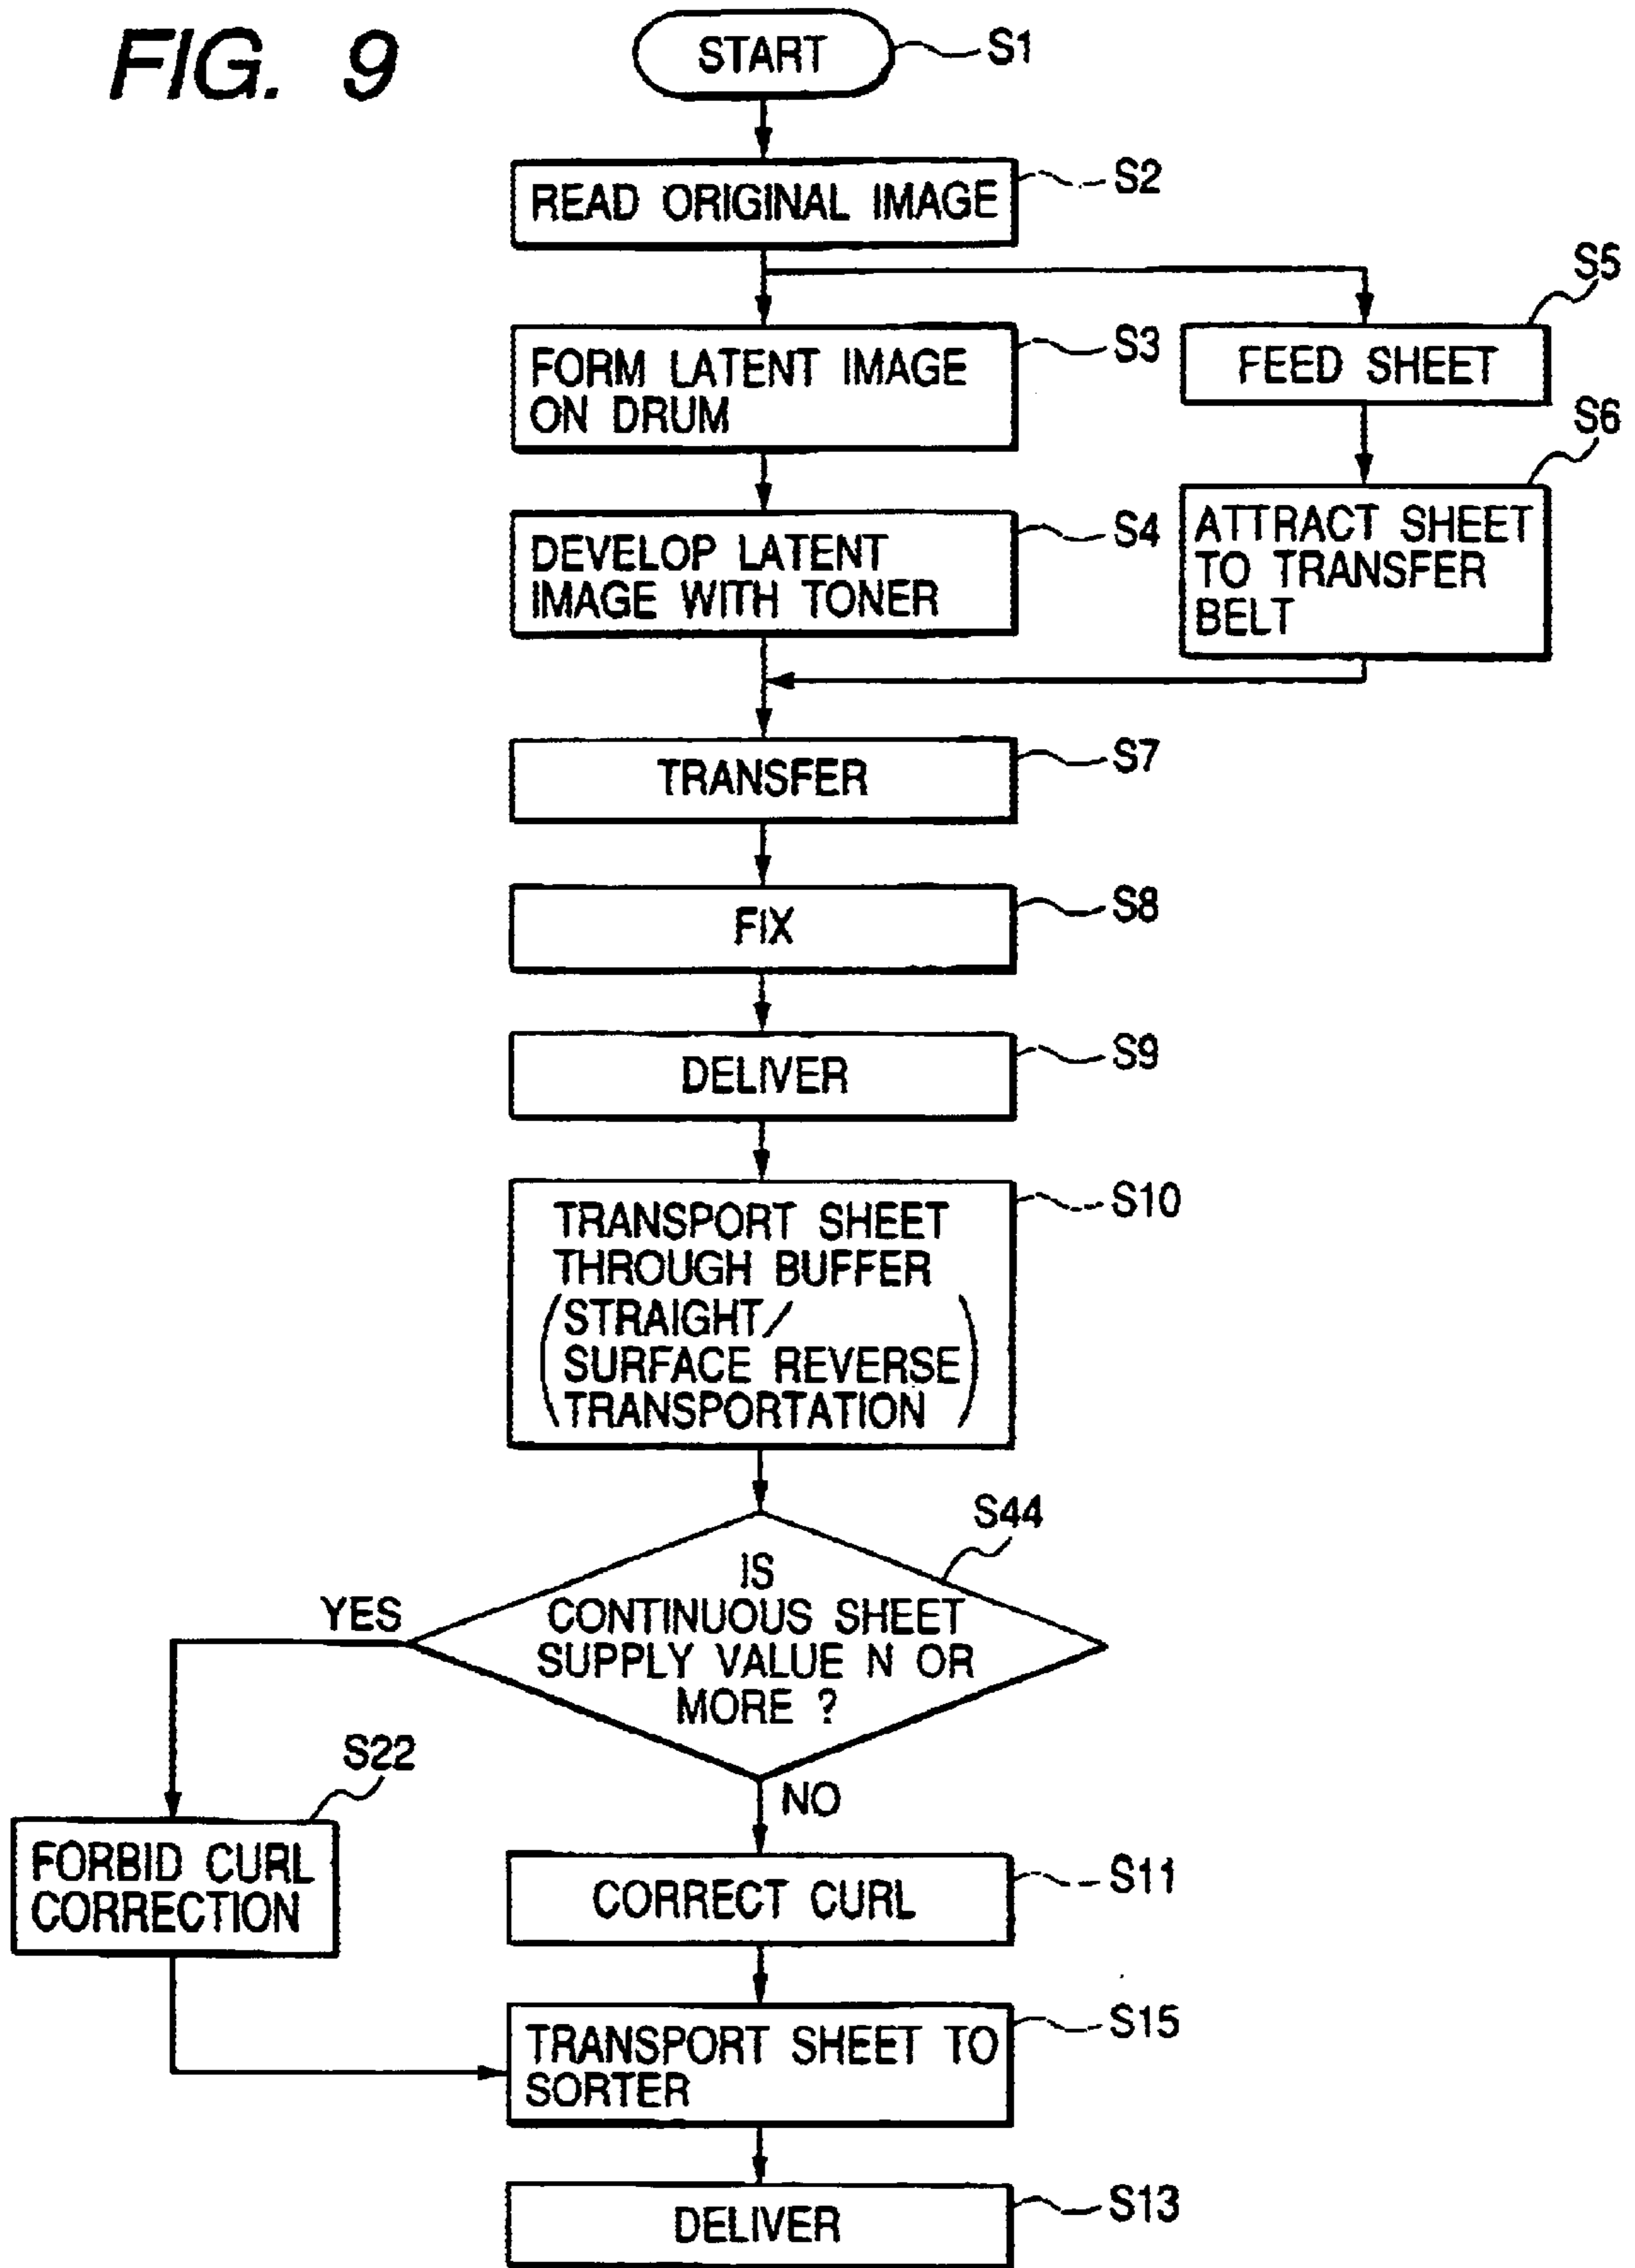 FIG. 9
START
S1
READ ORIGINAL IMAGE
S2
FORM LATENT IMAGE
ON DRUM
S3
FEED SHEET
S5
DEVELOP LATENT
IMAGE WITH TONER
S4
ATTRACT SHEET
TO TRANSFER
BELT
S6
TRANSFER
S7
FIX
S8
DELIVER
S9
TRANSPORT SHEET
THROUGH BUFFER
(STRAIGHT/
SURFACE REVERSE
TRANSPORTATION)
S10
IS
CONTINUOUS SHEET
SUPPLY VALUE N OR
MORE ?
S44
YES
NO
FORBID CURL
CORRECTION
S22
CORRECT CURL
S11
TRANSPORT SHEET TO
SORTER
S15
DELIVER
S13